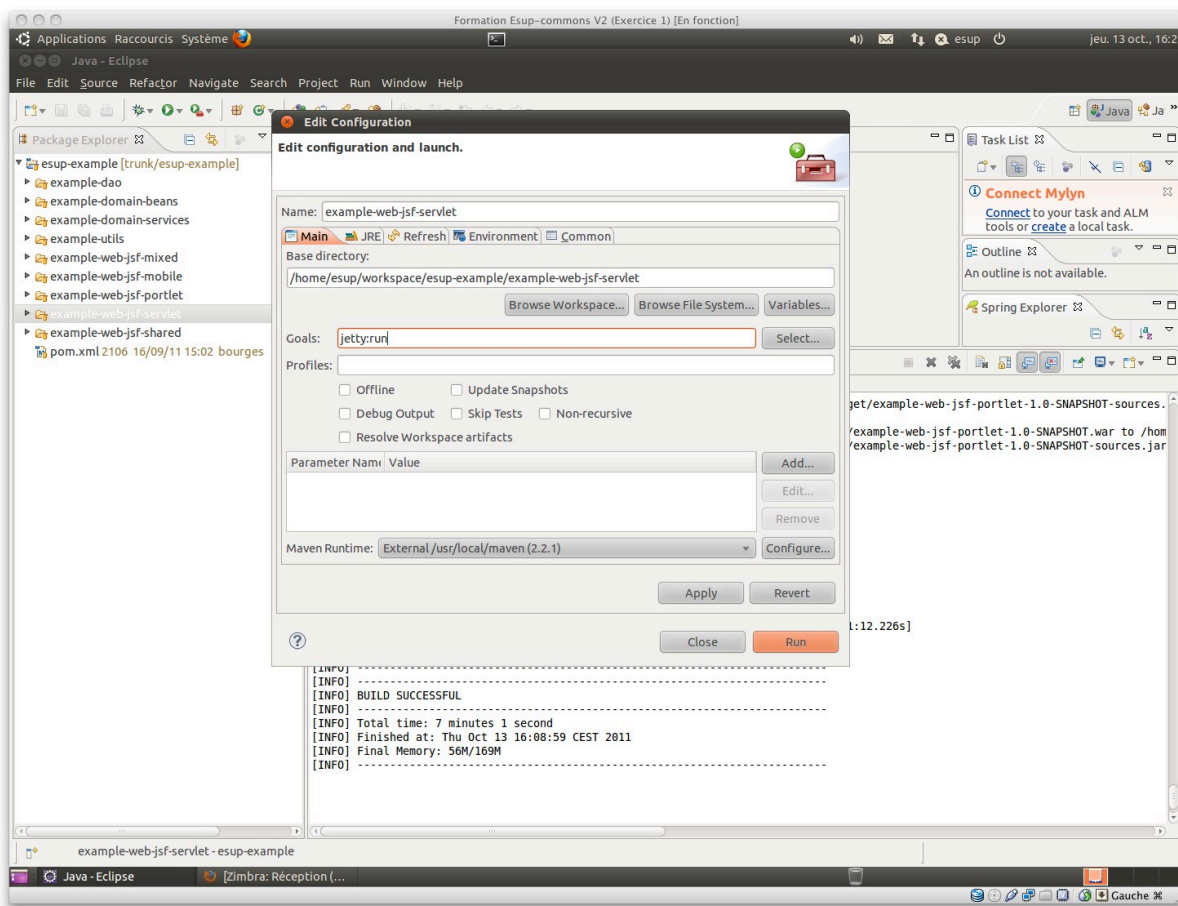 Formation Esup-commons V2 (Exercice 1) [En fonction]
Applications Raccourcis Système
esup
jeu. 13 oct., 16:2
Java - Eclipse
File Edit Source Refactor Navigate Search Project Run Window Help
Java
Ja
Package Explorer
esup-example [trunk/esup-example]
example-dao
example-domain-beans
example-domain-services
example-utils
example-web-jsf-mixed
example-web-jsf-mobile
example-web-jsf-portlet
example-web-jsf-servlet
example-web-jsf-shared
pom.xml 2106 16/09/11 15:02 bourges
Edit Configuration
Edit configuration and launch.
Name: example-web-jsf-servlet
Main JRE Refresh Environment Common
Base directory:
/home/esup/workspace/esup-example/example-web-jsf-servlet
Browse Workspace... Browse File System... Variables...
Goals: jetty:run Select...
Profiles:
Offline Update Snapshots
Debug Output Skip Tests Non-recursive
Resolve Workspace artifacts
Parameter Name Value
Add...
Edit...
Remove
Maven Runtime: External /usr/local/maven (2.2.1) Configure...
Apply Revert
Close Run
Task List
Connect Mylyn
Connect to your task and ALM
tools or create a local task.
Outline
An outline is not available.
Spring Explorer
get/example-web-jsf-portlet-1.0-SNAPSHOT-sources.
/example-web-jsf-portlet-1.0-SNAPSHOT.war to /hom
/example-web-jsf-portlet-1.0-SNAPSHOT-sources.jar
1:12.226s]
[INFO] ------------------------------------------------------------------------
[INFO] ------------------------------------------------------------------------
[INFO] BUILD SUCCESSFUL
[INFO] ------------------------------------------------------------------------
[INFO] Total time: 7 minutes 1 second
[INFO] Finished at: Thu Oct 13 16:08:59 CEST 2011
[INFO] Final Memory: 56M/169M
[INFO] ------------------------------------------------------------------------
example-web-jsf-servlet - esup-example
Java - Eclipse
[Zimbra: Réception (...
Gauche ⌘